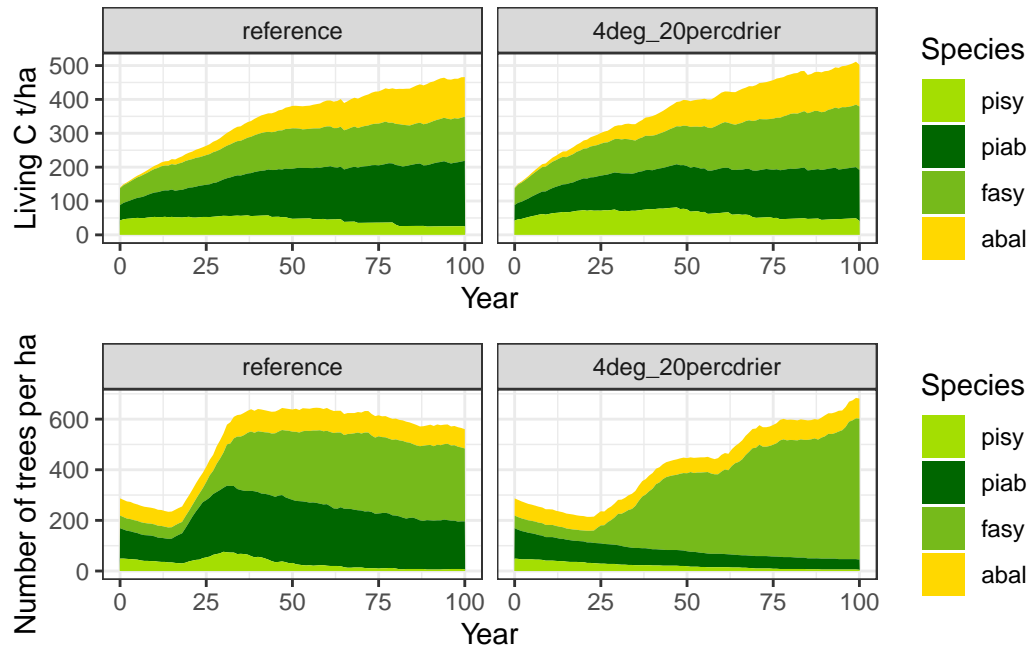 reference
4deg_20percdrier
Living C t/ha
500
400
300
200
100
0
0 25 50 75 100
0 25 50 75 100
Year
Species
pisy
piab
fasy
abal
reference
4deg_20percdrier
Number of trees per ha
600
400
200
0
0 25 50 75 100
0 25 50 75 100
Year
Species
pisy
piab
fasy
abal